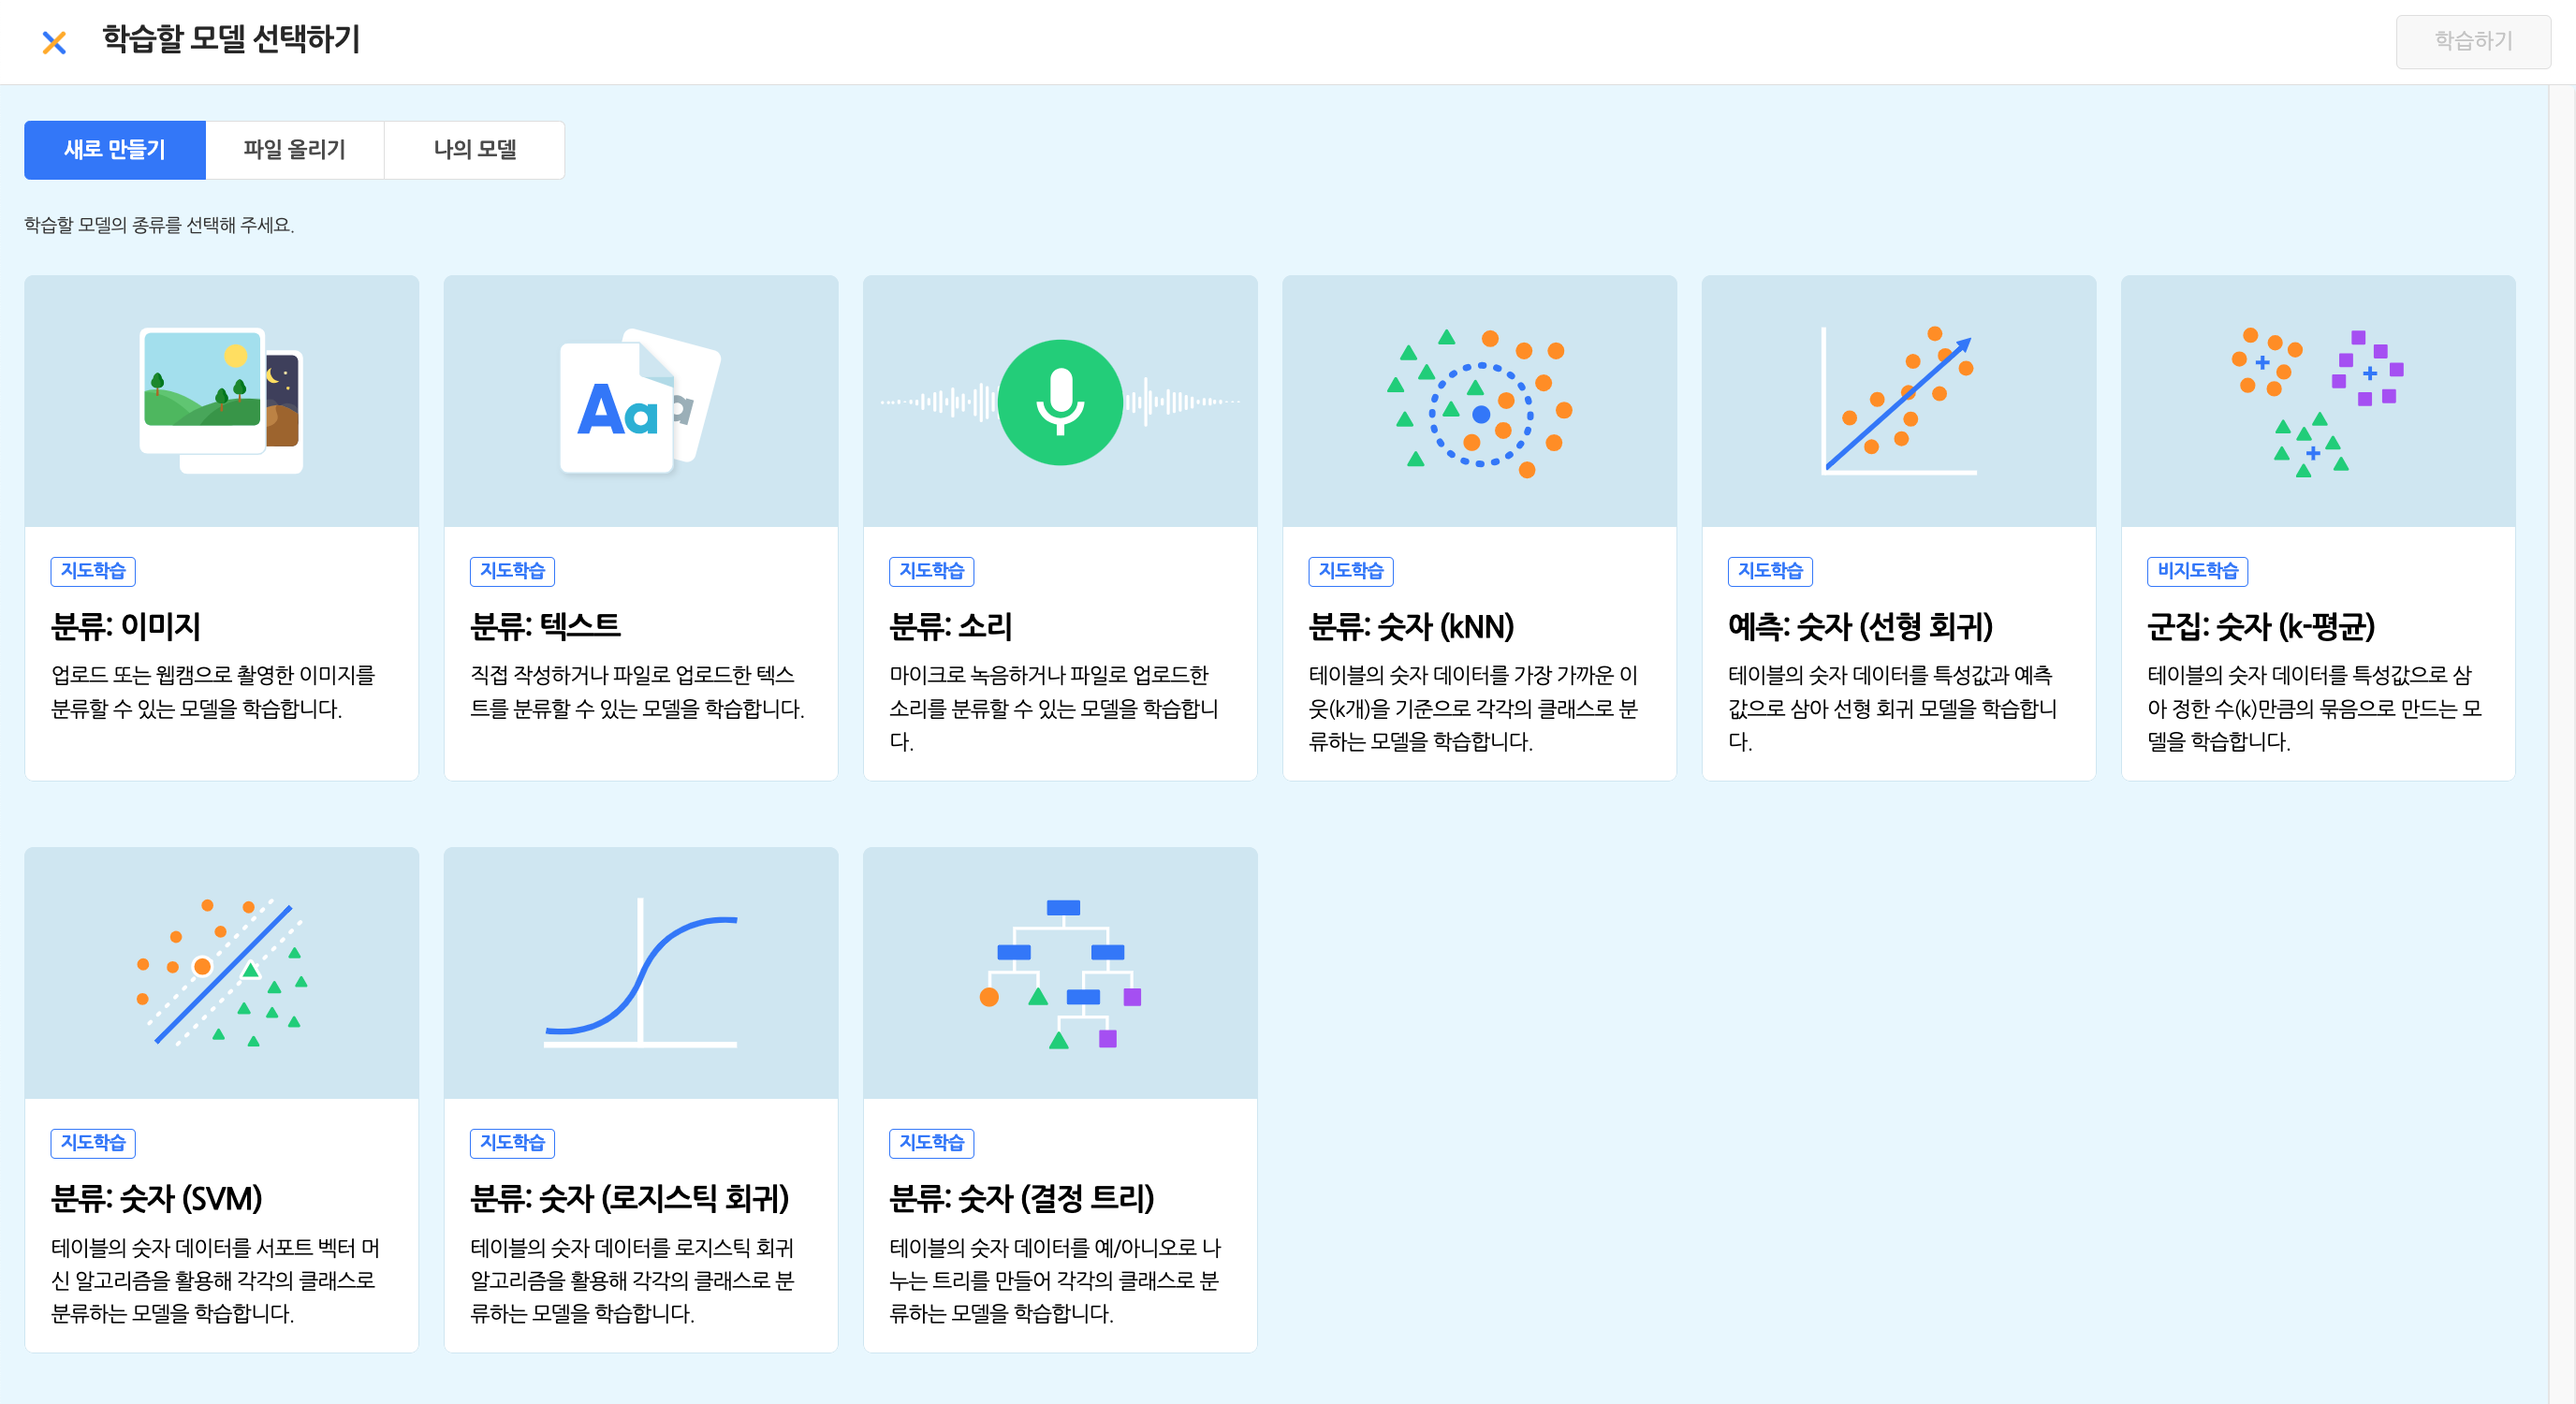 학습할 모델 선택하기
학습하기
새로 만들기
파일 올리기
나의 모델
학습할 모델의 종류를 선택해 주세요.
Aa
a
지도학습
분류: 이미지
업로드 또는 웹캠으로 촬영한 이미지를
분류할 수 있는 모델을 학습합니다.
지도학습
분류: 텍스트
직접 작성하거나 파일로 업로드한 텍스
트를 분류할 수 있는 모델을 학습합니다.
지도학습
분류: 소리
마이크로 녹음하거나 파일로 업로드한
소리를 분류할 수 있는 모델을 학습합니
다.
지도학습
분류: 숫자 (kNN)
테이블의 숫자 데이터를 가장 가까운 이
웃(k개)을 기준으로 각각의 클래스로 분
류하는 모델을 학습합니다.
지도학습
예측: 숫자 (선형 회귀)
테이블의 숫자 데이터를 특성값과 예측
값으로 삼아 선형 회귀 모델을 학습합니
다.
비지도학습
군집: 숫자 (k-평균)
테이블의 숫자 데이터를 특성값으로 삼
아 정한 수(k)만큼의 묶음으로 만드는 모
델을 학습합니다.
지도학습
분류: 숫자 (SVM)
테이블의 숫자 데이터를 서포트 벡터 머
신 알고리즘을 활용해 각각의 클래스로
분류하는 모델을 학습합니다.
지도학습
분류: 숫자 (로지스틱 회귀)
테이블의 숫자 데이터를 로지스틱 회귀
알고리즘을 활용해 각각의 클래스로 분
류하는 모델을 학습합니다.
지도학습
분류: 숫자 (결정 트리)
테이블의 숫자 데이터를 예/아니오로 나
누는 트리를 만들어 각각의 클래스로 분
류하는 모델을 학습합니다.